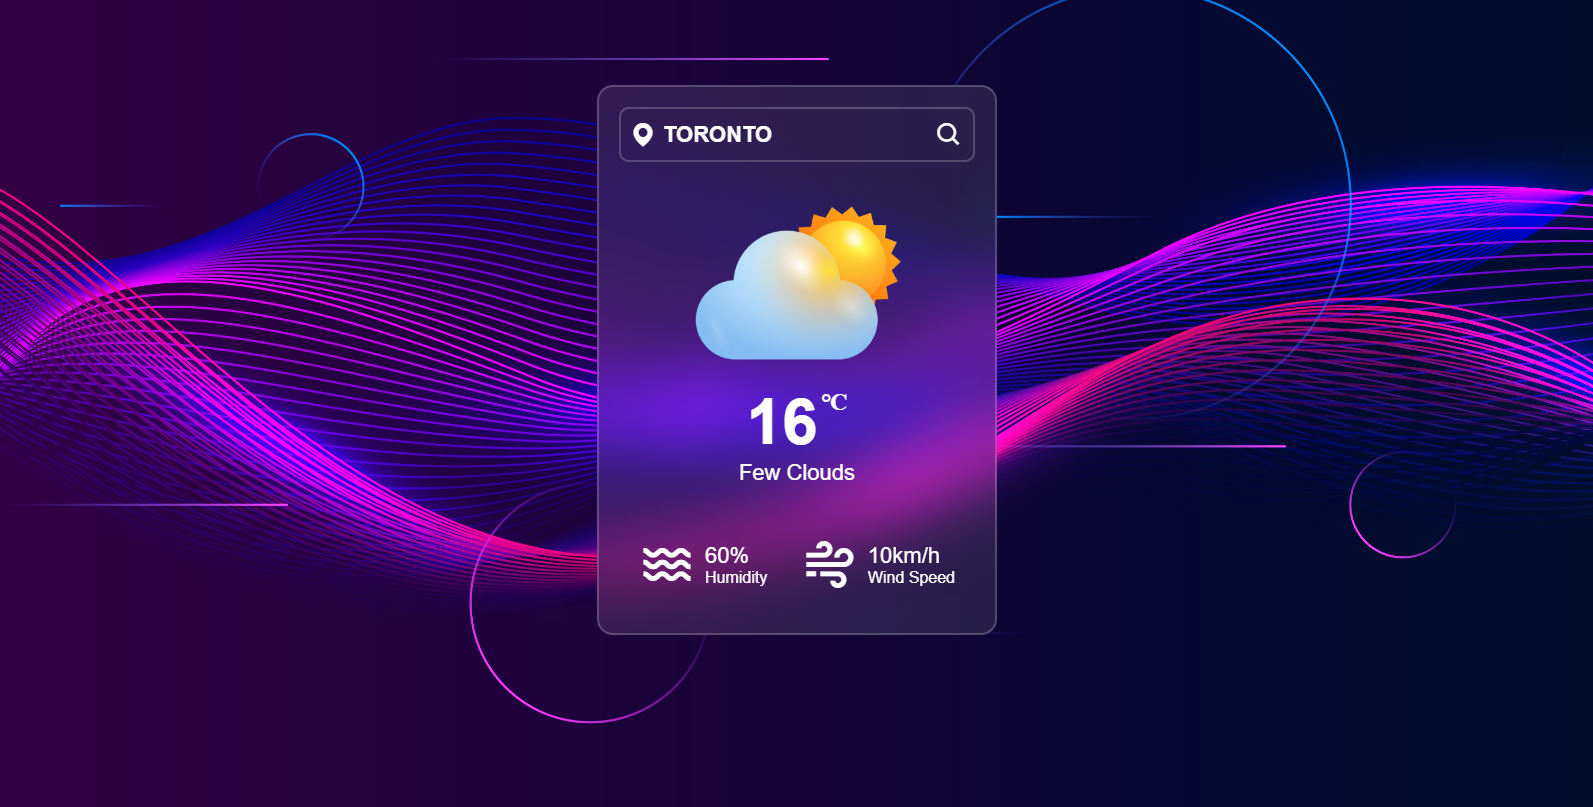 TORONTO
16°C
Few Clouds
60%
Humidity
10km/h
Wind Speed